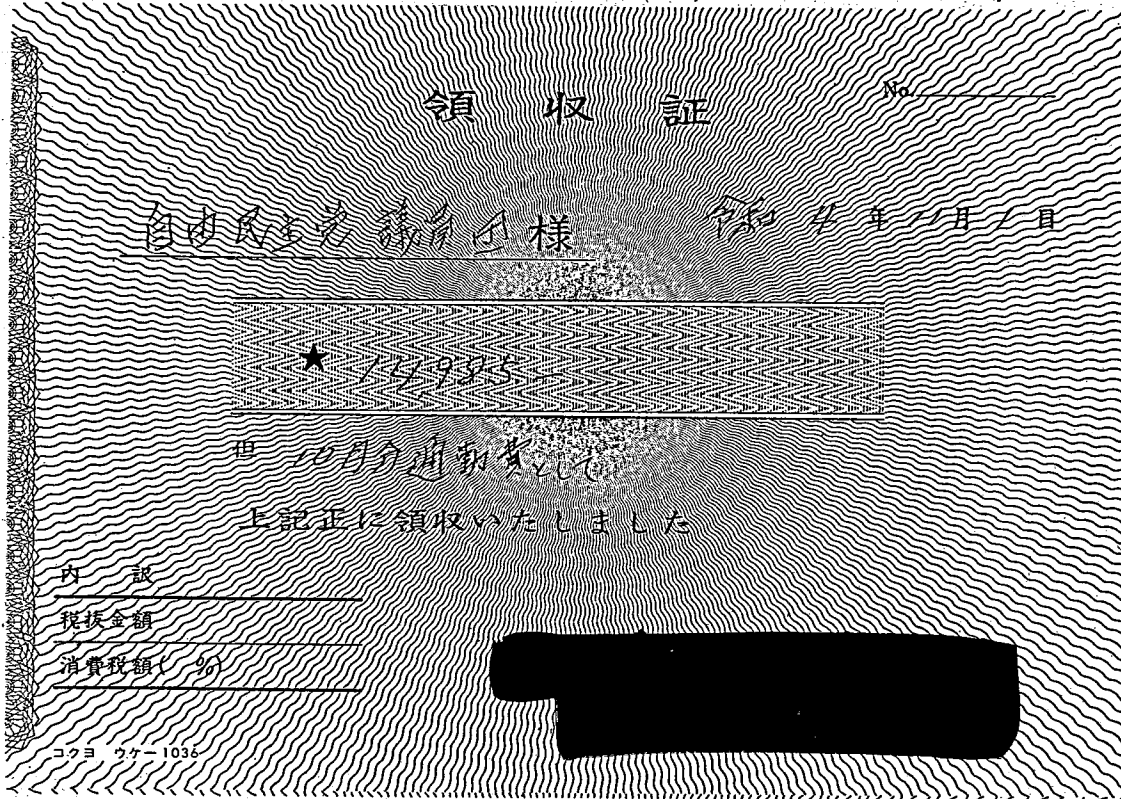 領収証
No.
自由民主党議員団 様
令和 4 年 11 月 1 日
★ 14985-
但 10月分通勤費として
上記正に領収いたしました
内 訳
税抜金額
消費税額( %)
コクヨ ウケ-1036